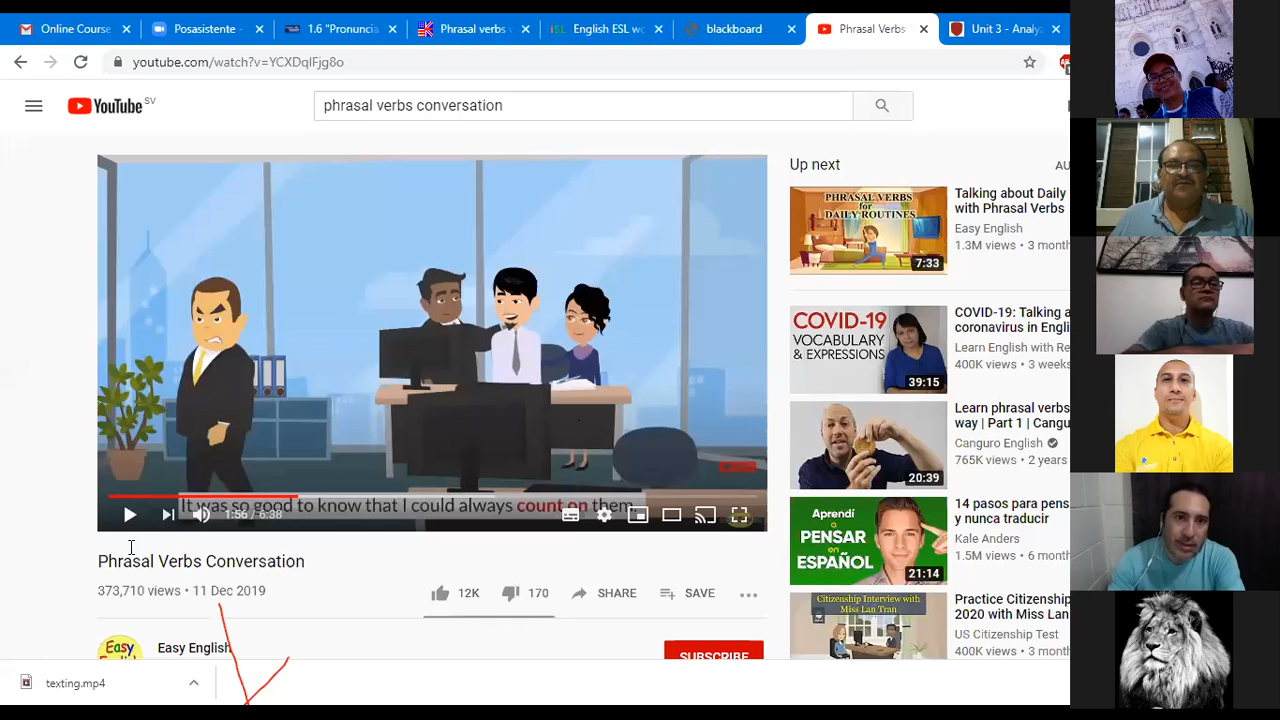 Online Course
Posasistente -
1.6 "Pronuncia
Phrasal verbs v
English ESL wo
blackboard
Phrasal Verbs
Unit 3 - Analyz
youtube.com/watch?v=YCXDqIFjg8o
YouTube SV
phrasal verbs conversation
Up next
AU
PHRASAL VERBS
for
DAILY ROUTINES
7:33
Talking about Daily
with Phrasal Verbs
Easy English
1.3M views • 3 month
COVID-19
VOCABULARY
& EXPRESSIONS
39:15
COVID-19: Talking a
coronavirus in Engli
Learn English with Re
400K views • 3 weeks
20:39
Learn phrasal verbs
way | Part 1 | Cangu
Canguro English
765K views • 2 years
Aprendí
a
PENSAR
EN
ESPAÑOL
21:14
14 pasos para pens
y nunca traducir
Kale Anders
1.5M views • 6 month
Citizenship Interview with
Miss Lan Tran
Practice Citizenship
2020 with Miss Lan
US Citizenship Test
400K views • 3 week
It was so good to know that I could always count on them.
1:56 / 6:38
Phrasal Verbs Conversation
373,710 views • 11 Dec 2019
12K
170
SHARE
SAVE
Easy English
Easy
SUBSCRIBE
texting.mp4